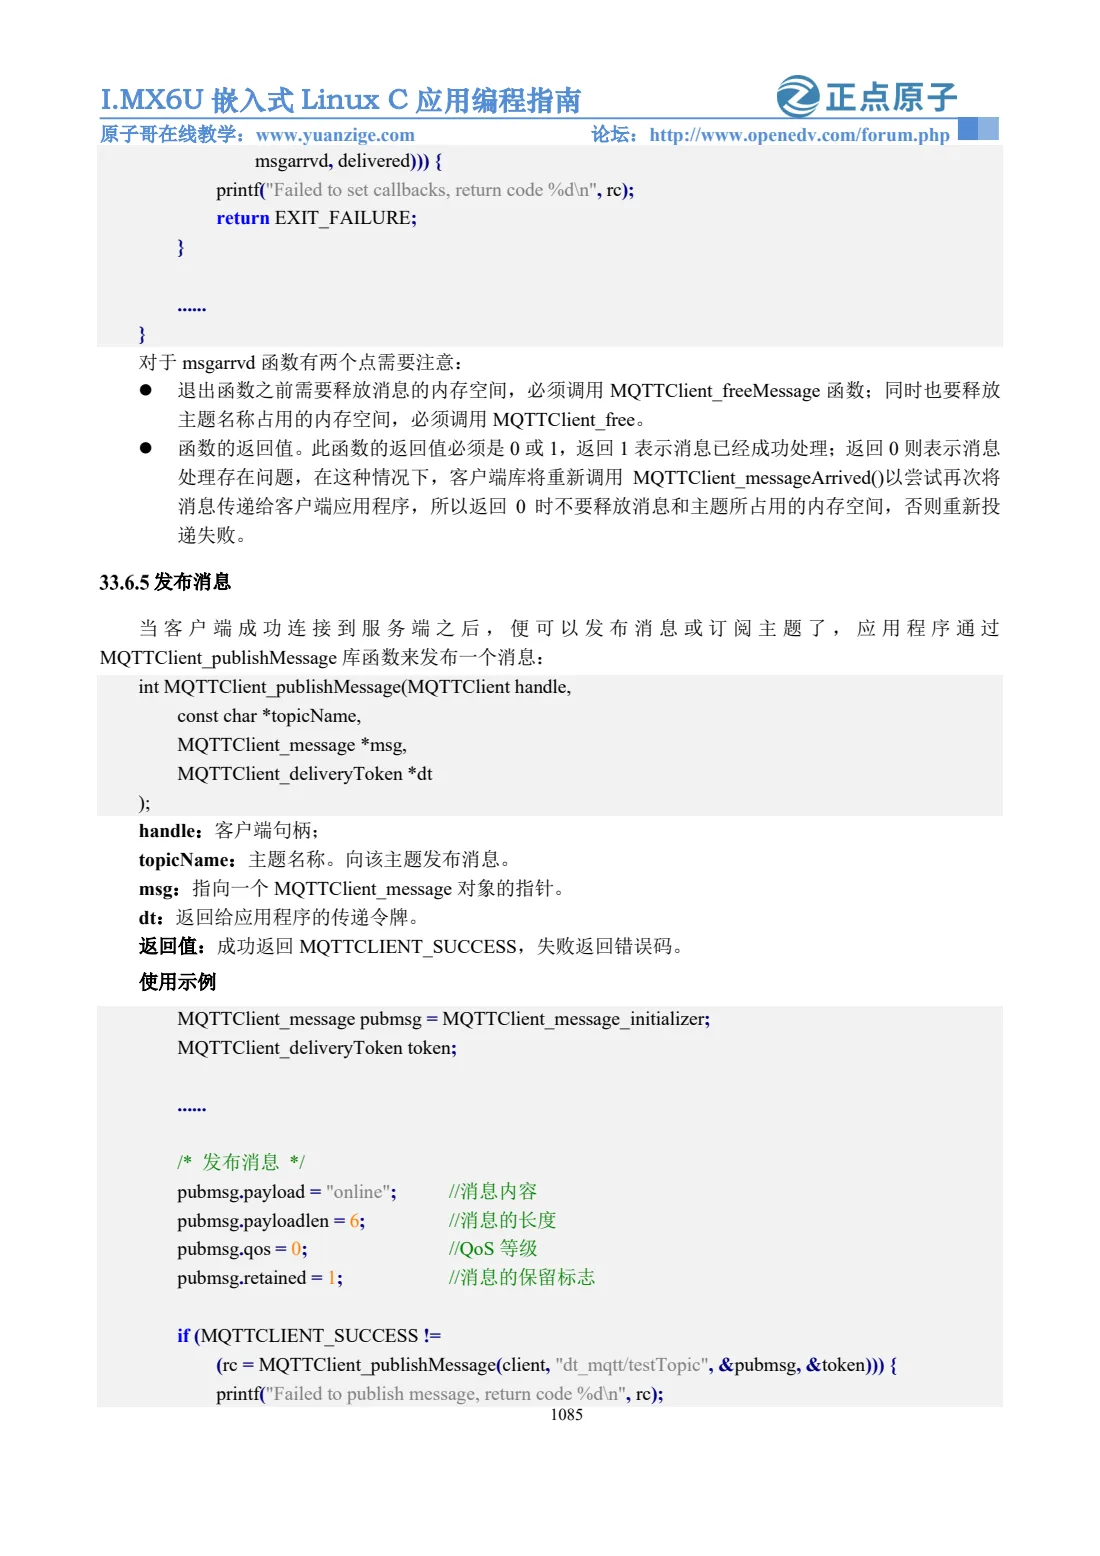 I.MX6U 嵌入式 Linux C 应用编程指南
正点原子
原子哥在线教学：www.yuanzige.com 论坛：http://www.openedv.com/forum.php
msgarrvd, delivered))) {
printf("Failed to set callbacks, return code %d\n", rc);
return EXIT_FAILURE;
}
......
}
对于 msgarrvd 函数有两个点需要注意：
● 退出函数之前需要释放消息的内存空间，必须调用 MQTTClient_freeMessage 函数；同时也要释放
主题名称占用的内存空间，必须调用 MQTTClient_free。
● 函数的返回值。此函数的返回值必须是 0 或 1，返回 1 表示消息已经成功处理；返回 0 则表示消息
处理存在问题，在这种情况下，客户端库将重新调用 MQTTClient_messageArrived()以尝试再次将
消息传递给客户端应用程序，所以返回 0 时不要释放消息和主题所占用的内存空间，否则重新投
递失败。
33.6.5 发布消息
当客户端成功连接到服务端之后，便可以发布消息或订阅主题了，应用程序通过
MQTTClient_publishMessage 库函数来发布一个消息：
int MQTTClient_publishMessage(MQTTClient handle,
const char *topicName,
MQTTClient_message *msg,
MQTTClient_deliveryToken *dt
);
handle：客户端句柄；
topicName：主题名称。向该主题发布消息。
msg：指向一个 MQTTClient_message 对象的指针。
dt：返回给应用程序的传递令牌。
返回值：成功返回 MQTTCLIENT_SUCCESS，失败返回错误码。
使用示例
MQTTClient_message pubmsg = MQTTClient_message_initializer;
MQTTClient_deliveryToken token;
......
/* 发布消息 */
pubmsg.payload = "online"; //消息内容
pubmsg.payloadlen = 6; //消息的长度
pubmsg.qos = 0; //QoS 等级
pubmsg.retained = 1; //消息的保留标志
if (MQTTCLIENT_SUCCESS !=
(rc = MQTTClient_publishMessage(client, "dt_mqtt/testTopic", &pubmsg, &token))) {
printf("Failed to publish message, return code %d\n", rc);
1085